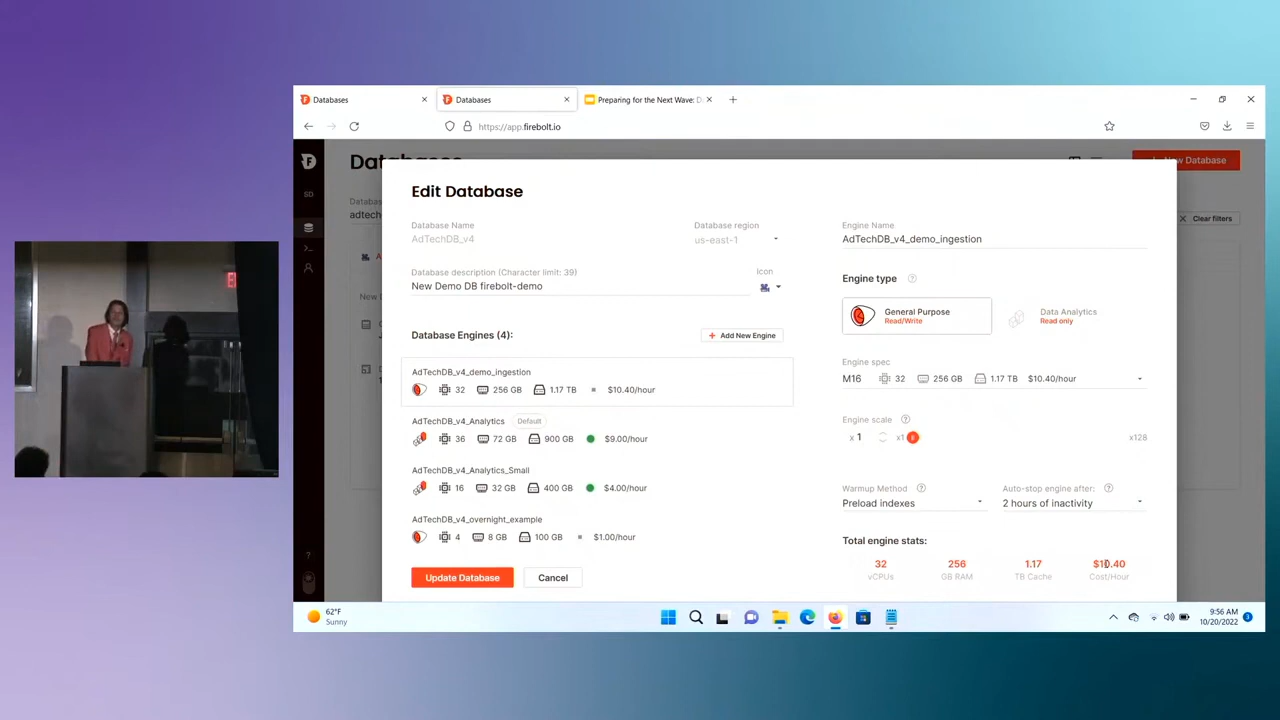 Databases
Databases
Preparing for the Next Wave: D
https://app.firebolt.io
Databases
New Database
SD
Databas
adtech
Clear filters
New D
Edit Database
Database Name
AdTechDB_v4
Database region
us-east-1
Database description (Character limit: 39)
New Demo DB firebolt-demo
Icon
Database Engines (4):
+ Add New Engine
AdTechDB_v4_demo_ingestion
32 256 GB 1.17 TB $10.40/hour
AdTechDB_v4_Analytics Default
36 72 GB 900 GB $9.00/hour
AdTechDB_v4_Analytics_Small
16 32 GB 400 GB $4.00/hour
AdTechDB_v4_overnight_example
4 8 GB 100 GB $1.00/hour
Update Database
Cancel
Engine Name
AdTechDB_v4_demo_ingestion
Engine type ?
General Purpose
Read/Write
Data Analytics
Read only
Engine spec
M16 32 256 GB 1.17 TB $10.40/hour
Engine scale ?
x 1 x1 x128
Warmup Method ?
Preload indexes
Auto-stop engine after: ?
2 hours of inactivity
Total engine stats:
32
vCPUs
256
GB RAM
1.17
TB Cache
$10.40
Cost/Hour
?
62°F
Sunny
9:56 AM
10/20/2022
3